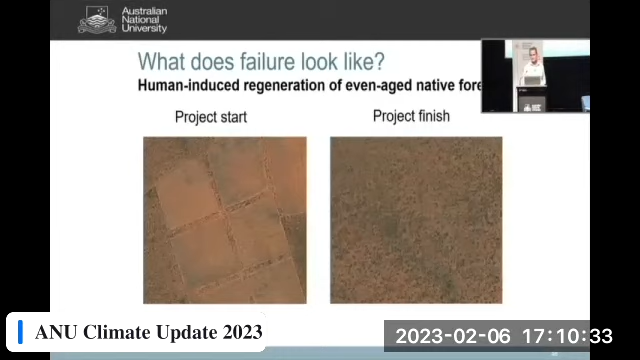 Australian
National
University
What does failure look like?
Human-induced regeneration of even-aged native fore
Project start
Project finish
ANU Climate Update 2023
2023-02-06 17:10:33